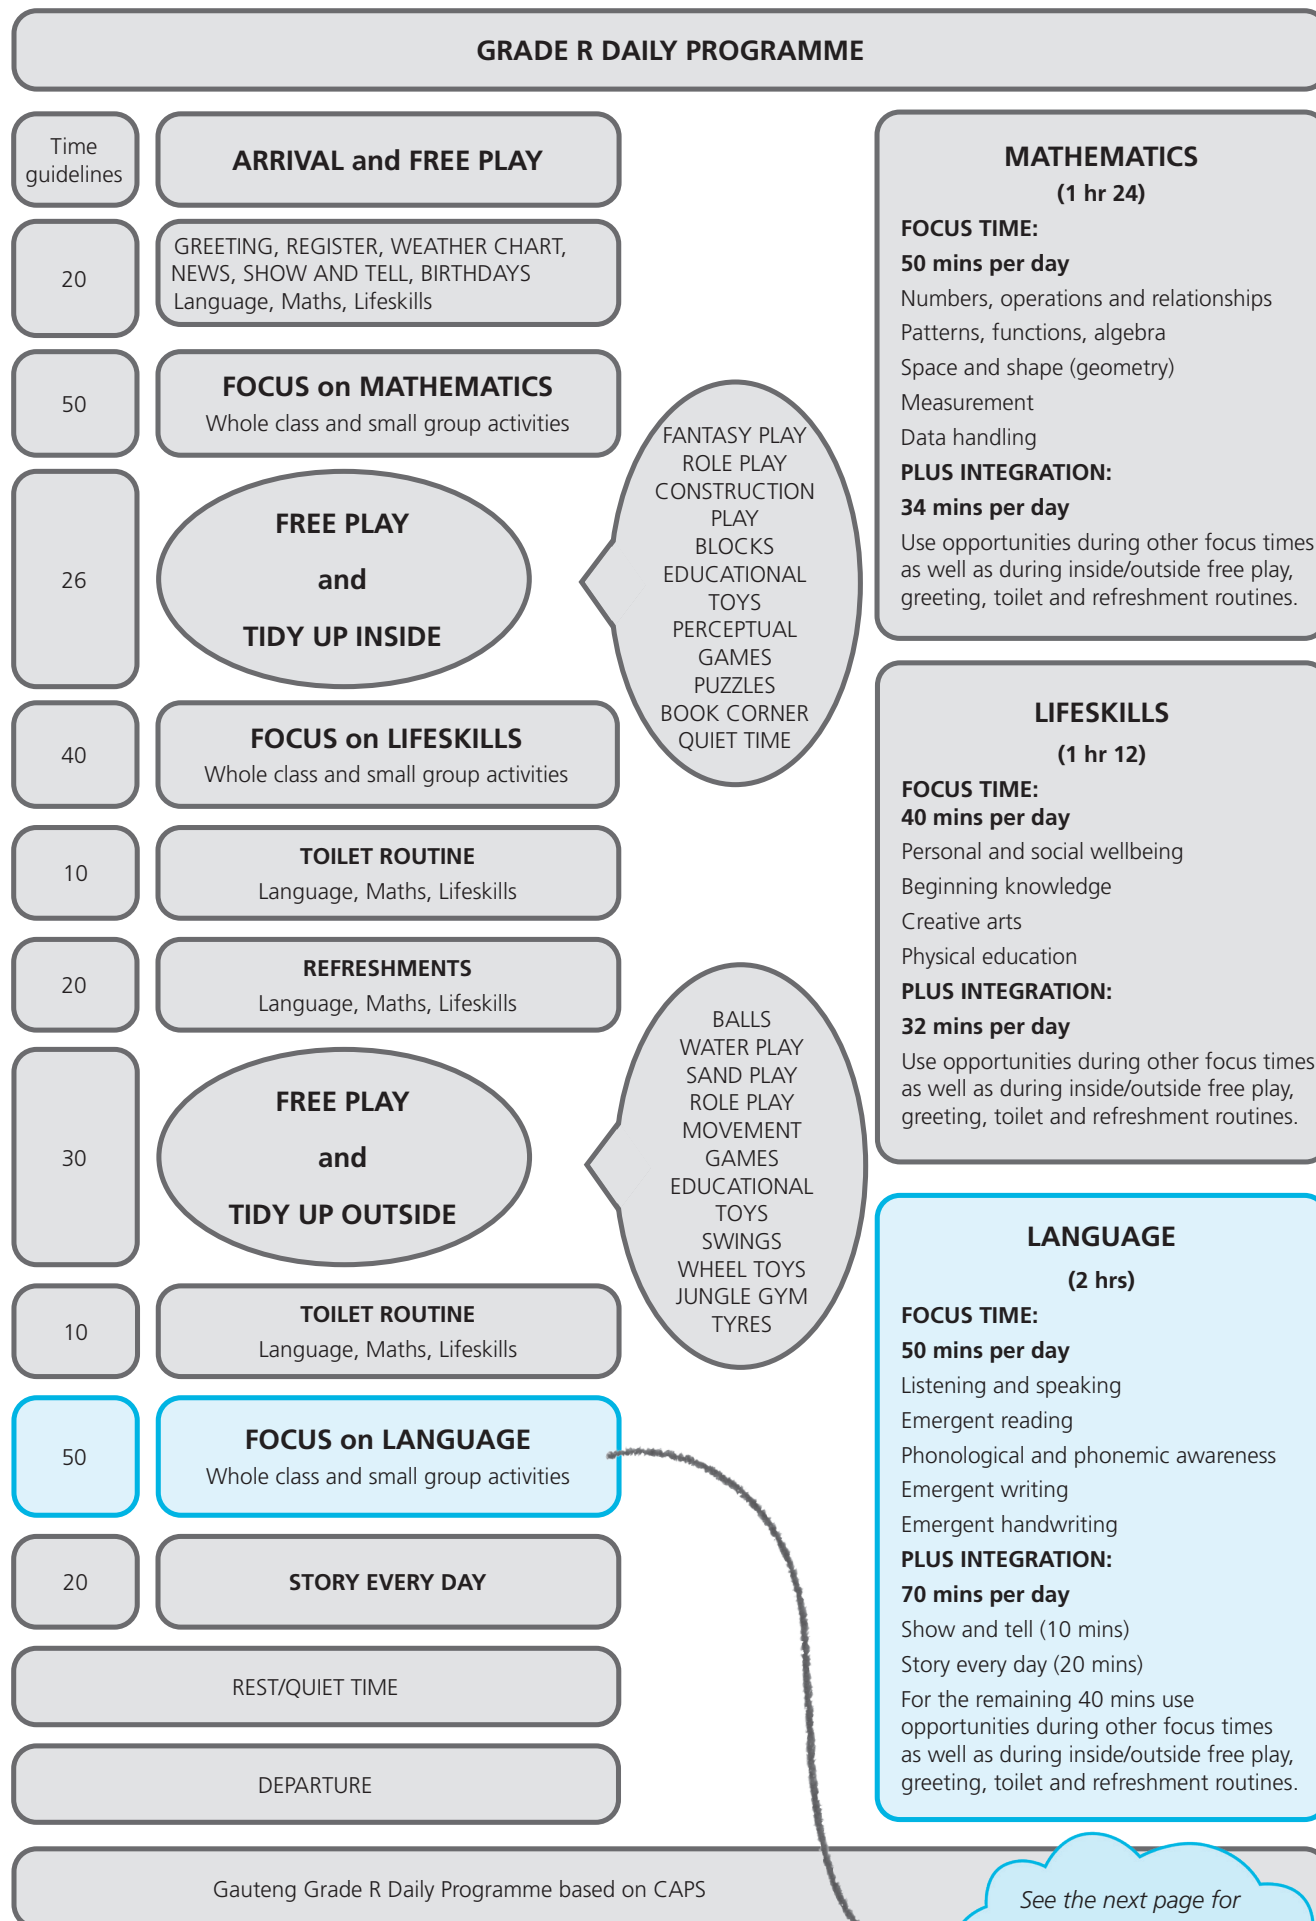 GRADE R DAILY PROGRAMME
Time
guidelines
ARRIVAL and FREE PLAY
20
GREETING, REGISTER, WEATHER CHART,
NEWS, SHOW AND TELL, BIRTHDAYS
Language, Maths, Lifeskills
50
FOCUS on MATHEMATICS
Whole class and small group activities
26
FREE PLAY
and
TIDY UP INSIDE
FANTASY PLAY
ROLE PLAY
CONSTRUCTION
PLAY
BLOCKS
EDUCATIONAL
TOYS
PERCEPTUAL
GAMES
PUZZLES
BOOK CORNER
QUIET TIME
40
FOCUS on LIFESKILLS
Whole class and small group activities
10
TOILET ROUTINE
Language, Maths, Lifeskills
20
REFRESHMENTS
Language, Maths, Lifeskills
30
FREE PLAY
and
TIDY UP OUTSIDE
BALLS
WATER PLAY
SAND PLAY
ROLE PLAY
MOVEMENT
GAMES
EDUCATIONAL
TOYS
SWINGS
WHEEL TOYS
JUNGLE GYM
TYRES
10
TOILET ROUTINE
Language, Maths, Lifeskills
50
FOCUS on LANGUAGE
Whole class and small group activities
20
STORY EVERY DAY
REST/QUIET TIME
DEPARTURE
MATHEMATICS
(1 hr 24)
FOCUS TIME:
50 mins per day
Numbers, operations and relationships
Patterns, functions, algebra
Space and shape (geometry)
Measurement
Data handling
PLUS INTEGRATION:
34 mins per day
Use opportunities during other focus times
as well as during inside/outside free play,
greeting, toilet and refreshment routines.
LIFESKILLS
(1 hr 12)
FOCUS TIME:
40 mins per day
Personal and social wellbeing
Beginning knowledge
Creative arts
Physical education
PLUS INTEGRATION:
32 mins per day
Use opportunities during other focus times
as well as during inside/outside free play,
greeting, toilet and refreshment routines.
LANGUAGE
(2 hrs)
FOCUS TIME:
50 mins per day
Listening and speaking
Emergent reading
Phonological and phonemic awareness
Emergent writing
Emergent handwriting
PLUS INTEGRATION:
70 mins per day
Show and tell (10 mins)
Story every day (20 mins)
For the remaining 40 mins use
opportunities during other focus times
as well as during inside/outside free play,
greeting, toilet and refreshment routines.
Gauteng Grade R Daily Programme based on CAPS
See the next page for